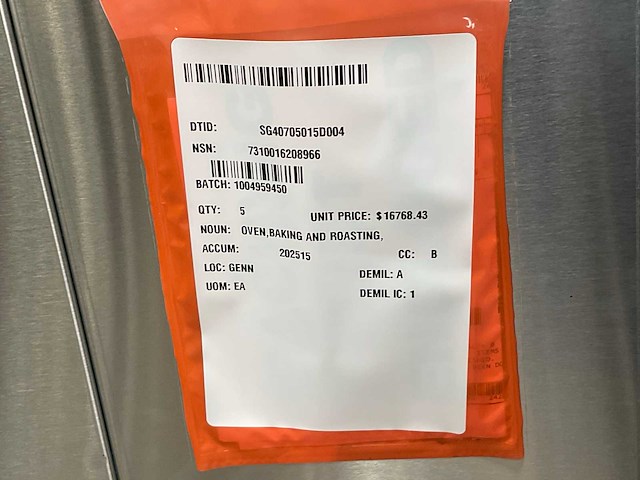 DTID: SG40705015D004
NSN: 7310016208966
BATCH: 1004959450
QTY: 5 UNIT PRICE: $16768.43
NOUN: OVEN,BAKING AND ROASTING,
ACCUM: 202515 CC: B
LOC: GENN DEMIL: A
UOM: EA DEMIL IC: 1